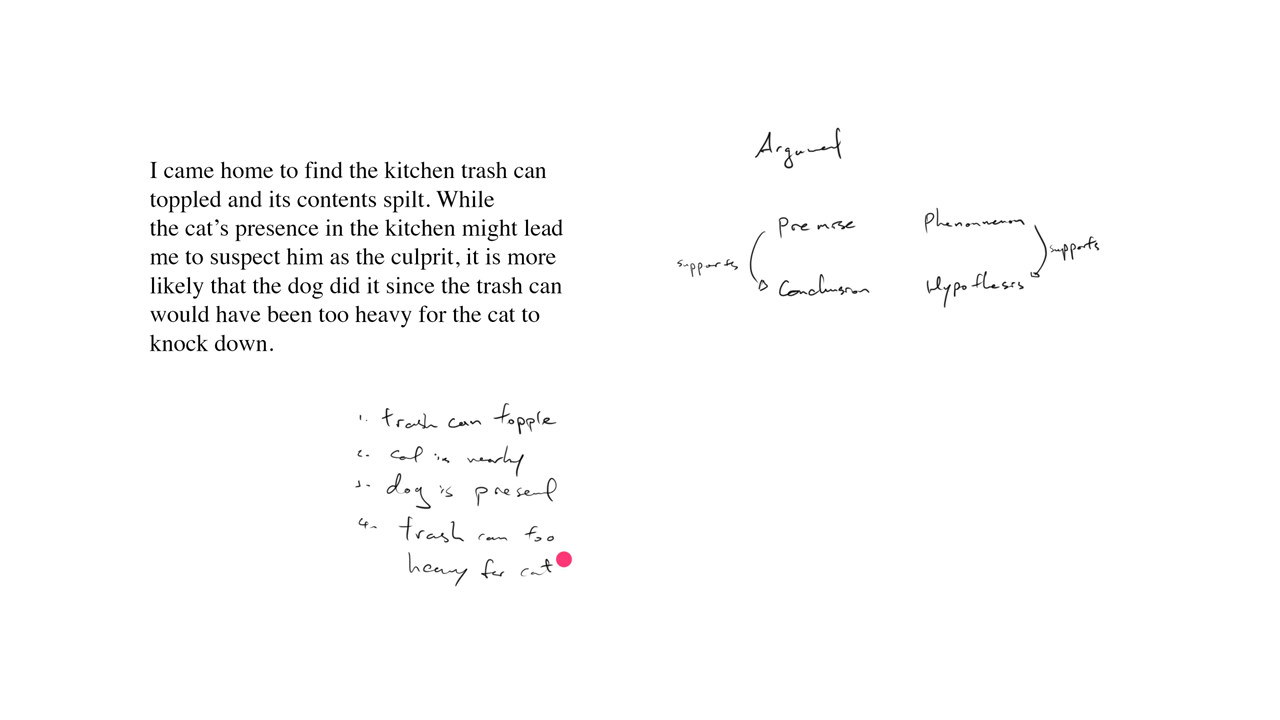 I came home to find the kitchen trash can
toppled and its contents spilt. While
the cat's presence in the kitchen might lead
me to suspect him as the culprit, it is more
likely that the dog did it since the trash can
would have been too heavy for the cat to
knock down.
1. trash can topple
2. cat is nearby
3. dog is present
4. trash can too
heavy for cat
Argument
Premise Phenomenon
supports supports
Conclusion Hypothesis